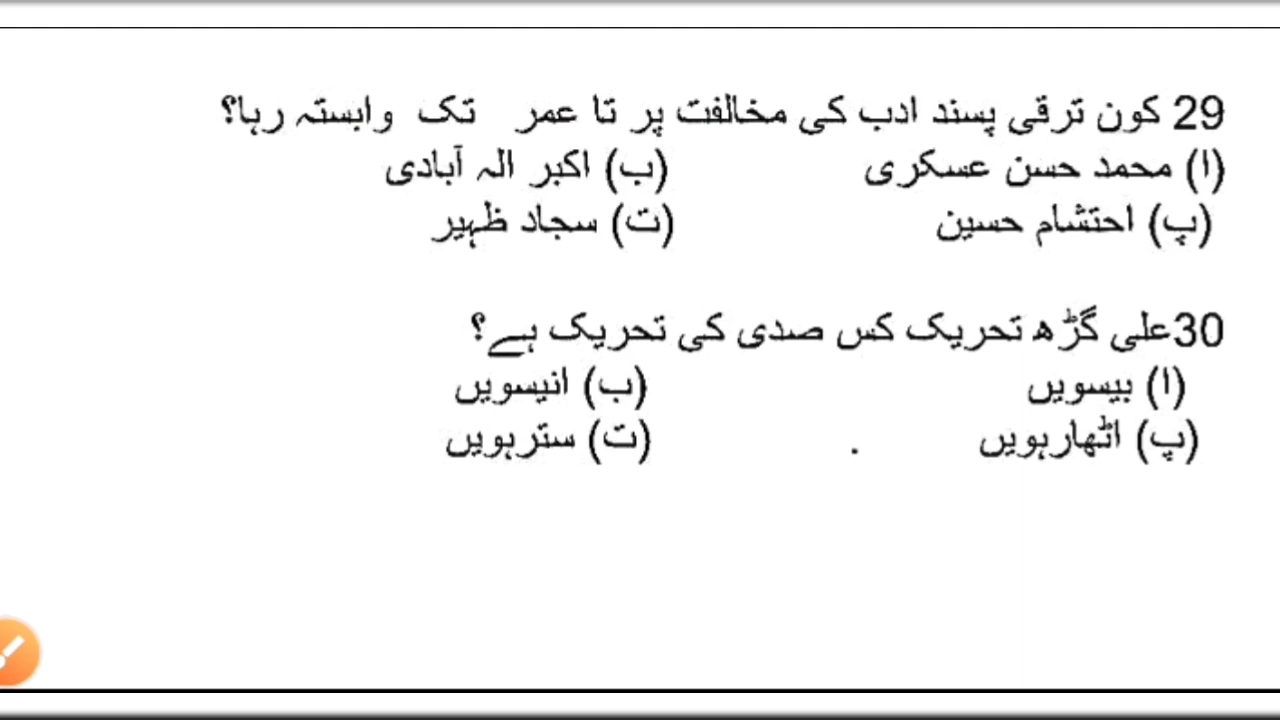 29 کون ترقی پسند ادب کی مخالفت پر تا عمر تک وابستہ رہا؟
(ا) محمد حسن عسکری (ب) اکبر الہ آبادی
(پ) احتشام حسین (ت) سجاد ظہیر
30علی گڑھ تحریک کس صدی کی تحریک ہے؟
(ا) بیسویں (ب) انیسویں
(پ) اٹھارہویں . (ت) سترہویں